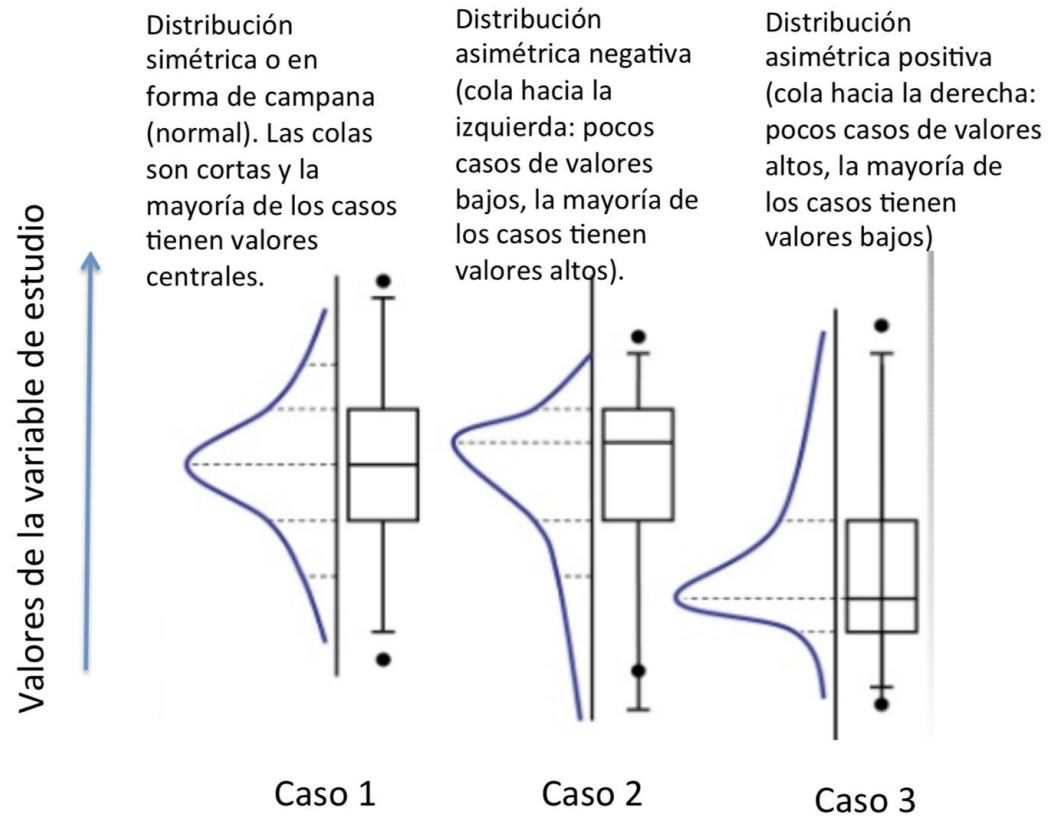 Distribución
simétrica o en
forma de campana
(normal). Las colas
son cortas y la
mayoría de los casos
tienen valores
centrales.
Distribución
asimétrica negativa
(cola hacia la
izquierda: pocos
casos de valores
bajos, la mayoría de
los casos tienen
valores altos).
Distribución
asimétrica positiva
(cola hacia la derecha:
pocos casos de valores
altos, la mayoría de
los casos tienen
valores bajos)
Valores de la variable de estudio
Caso 1
Caso 2
Caso 3